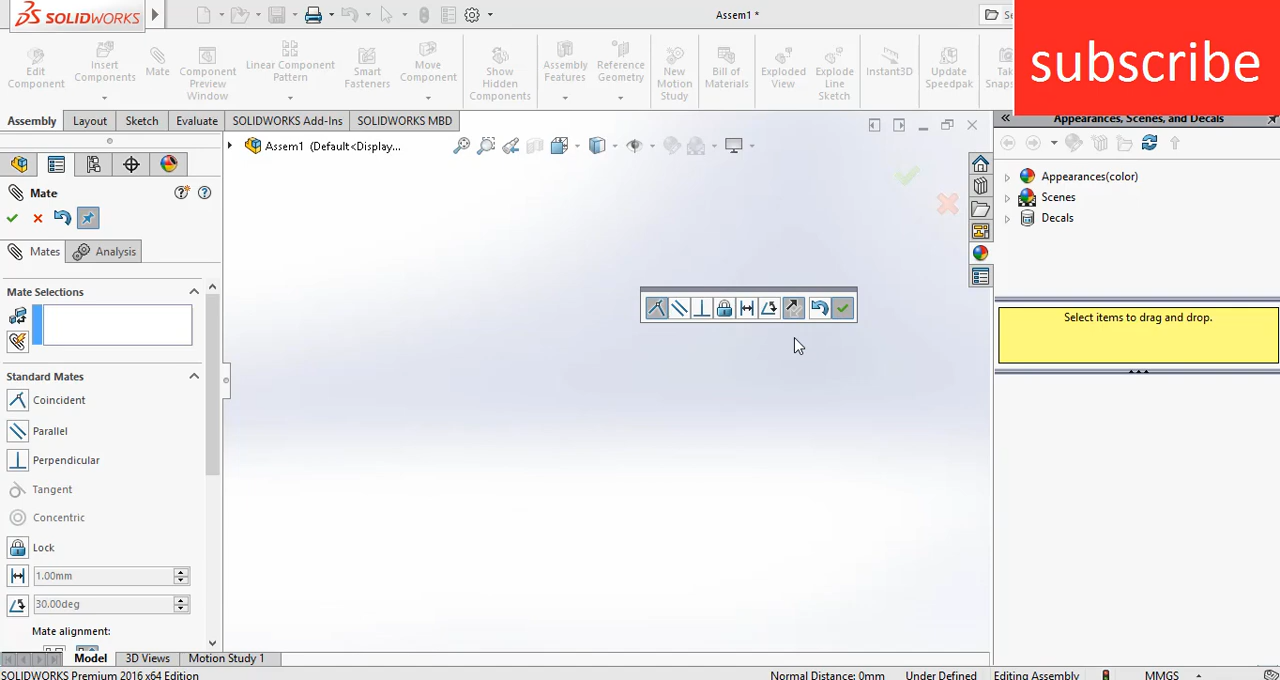 SOLIDWORKS
Assem1 *
subscribe
Edit Component
Insert Components
Mate
Component Preview Window
Linear Component Pattern
Smart Fasteners
Move Component
Show Hidden Components
Assembly Features
Reference Geometry
New Motion Study
Bill of Materials
Exploded View
Explode Line Sketch
Instant3D
Update Speedpak
Assembly
Layout
Sketch
Evaluate
SOLIDWORKS Add-Ins
SOLIDWORKS MBD
Appearances, Scenes, and Decals
Assem1 (Default<Display...
Mate
Mates
Analysis
Mate Selections
Standard Mates
Coincident
Parallel
Perpendicular
Tangent
Concentric
Lock
1.00mm
30.00deg
Mate alignment:
Appearances(color)
Scenes
Decals
Select items to drag and drop.
Model
3D Views
Motion Study 1
SOLIDWORKS Premium 2016 x64 Edition
Normal Distance: 0mm
Under Defined
Editing Assembly
MMGS